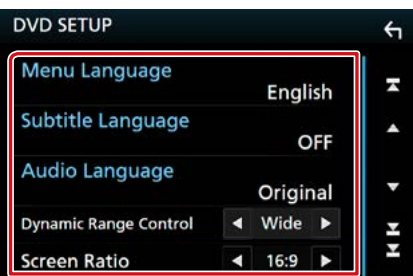 DVD SETUP
Menu Language
English
Subtitle Language
OFF
Audio Language
Original
Dynamic Range Control Wide
Screen Ratio 16:9